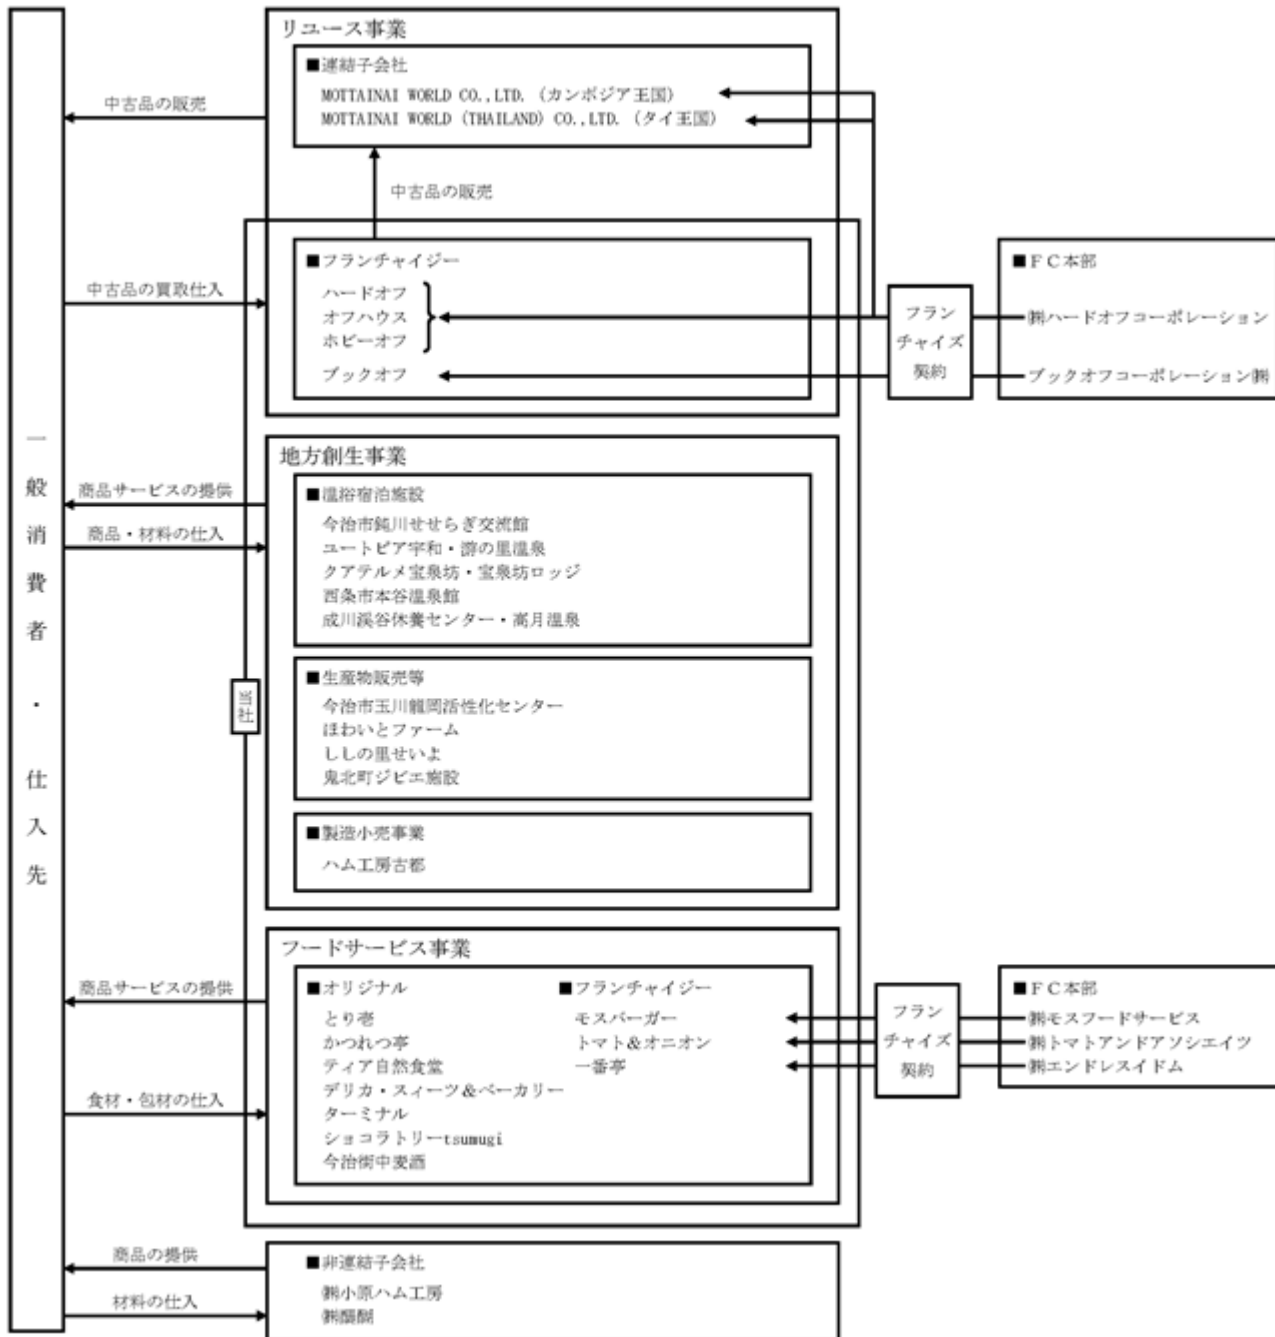 リユース事業
■連結子会社
MOTTAINAI WORLD CO.,LTD. (カンボジア王国)
MOTTAINAI WORLD (THAILAND) CO.,LTD. (タイ王国)
中古品の販売
中古品の販売
■フランチャイジー
ハードオフ
オフハウス
ホビーオフ
ブックオフ
中古品の買取仕入
フラン
チャイズ
契約
■ＦＣ本部
㈱ハードオフコーポレーション
ブックオフコーポレーション㈱
一般消費者・仕入先
地方創生事業
■温浴宿泊施設
今治市鈍川せせらぎ交流館
ユートピア宇和・游の里温泉
クアテルメ宝泉坊・宝泉坊ロッジ
西条市本谷温泉館
成川渓谷休養センター・高月温泉
商品サービスの提供
商品・材料の仕入
■生産物販売等
今治市玉川龍岡活性化センター
ほわいとファーム
ししの里せいよ
鬼北町ジビエ施設
当社
■製造小売事業
ハム工房古都
フードサービス事業
■オリジナル
とり壱
かつれつ亭
ティア自然食堂
デリカ・スィーツ＆ベーカリー
ターミナル
ショコラトリーtsumugi
今治街中麦酒
■フランチャイジー
モスバーガー
トマト&オニオン
一番亭
商品サービスの提供
食材・包材の仕入
フラン
チャイズ
契約
■ＦＣ本部
㈱モスフードサービス
㈱トマトアンドアソシエイツ
㈱エンドレスイドム
商品の提供
材料の仕入
■非連結子会社
㈱小原ハム工房
㈱醍醐